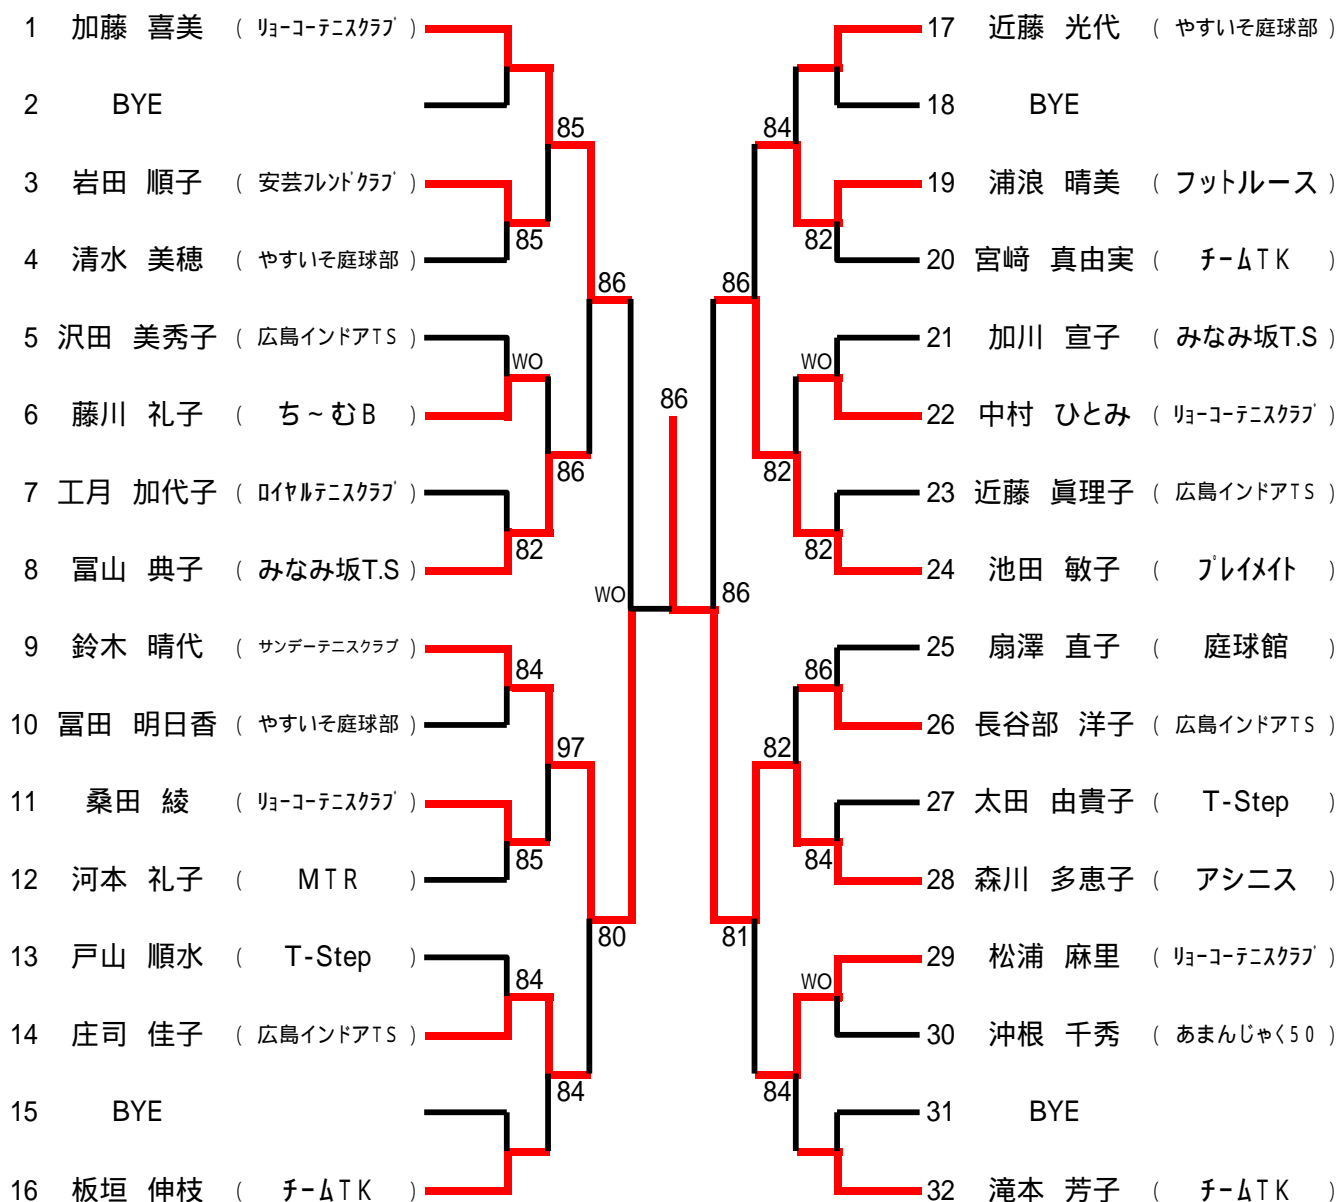 1 加藤 喜美 ( ﾘｮｰｺｰﾃﾆｽｸﾗﾌﾞ )
2 BYE
85
3 岩田 順子 ( 安芸ﾌﾚﾝﾄﾞｸﾗﾌﾞ )
85
4 清水 美穂 ( やすいそ庭球部 )
86
5 沢田 美秀子 ( 広島インドアTS )
WO
6 藤川 礼子 ( ち～むB )
86
7 工月 加代子 ( ﾛｲﾔﾙﾃﾆｽｸﾗﾌﾞ )
82
8 冨山 典子 ( みなみ坂T.S )
WO
9 鈴木 晴代 ( サンデーテニスクラブ )
84
10 冨田 明日香 ( やすいそ庭球部 )
97
11 桑田 綾 ( ﾘｮｰｺｰﾃﾆｽｸﾗﾌﾞ )
85
12 河本 礼子 ( MTR )
80
13 戸山 順水 ( T-Step )
84
14 庄司 佳子 ( 広島インドアTS )
84
15 BYE
16 板垣 伸枝 ( ﾁｰﾑTK )
86
17 近藤 光代 ( やすいそ庭球部 )
18 BYE
84
19 浦浪 晴美 ( フットルース )
82
20 宮﨑 真由実 ( ﾁｰﾑTK )
86
21 加川 宣子 ( みなみ坂T.S )
WO
22 中村 ひとみ ( ﾘｮｰｺｰﾃﾆｽｸﾗﾌﾞ )
82
23 近藤 眞理子 ( 広島インドアTS )
82
24 池田 敏子 ( ﾌﾟﾚｲﾒｲﾄ )
86
25 扇澤 直子 ( 庭球館 )
86
26 長谷部 洋子 ( 広島インドアTS )
82
27 太田 由貴子 ( T-Step )
84
28 森川 多恵子 ( アシニス )
81
29 松浦 麻里 ( ﾘｮｰｺｰﾃﾆｽｸﾗﾌﾞ )
WO
30 沖根 千秀 ( あまんじゃく50 )
84
31 BYE
32 滝本 芳子 ( ﾁｰﾑTK )